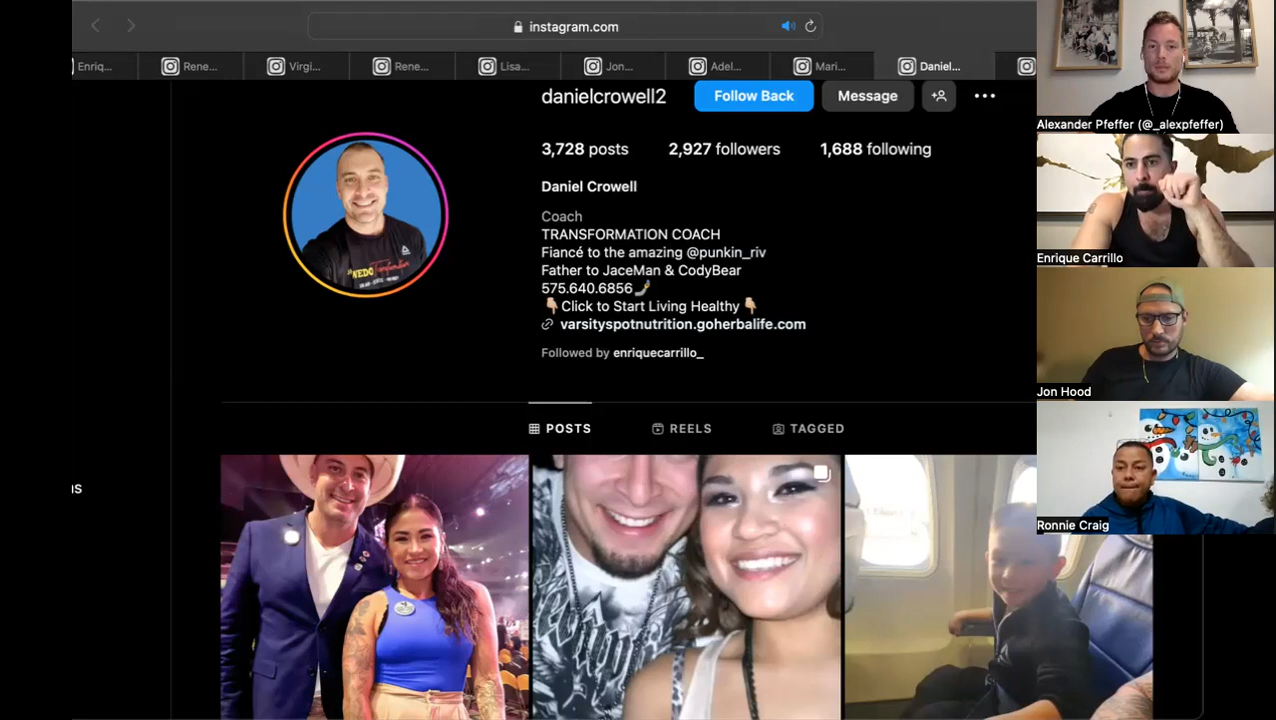 instagram.com
Enriq...
Rene...
Virgi...
Rene...
Lisa...
Jon...
Adel...
Mari...
Daniel...
danielcrowell2
Follow Back
Message
3,728 posts
2,927 followers
1,688 following
Daniel Crowell
Coach
TRANSFORMATION COACH
Fiancé to the amazing @punkin_riv
Father to JaceMan & CodyBear
575.640.6856🤳🏼
👇🏼Click to Start Living Healthy👇🏼
varsityspotnutrition.goherbalife.com
Followed by enriquecarrillo_
POSTS
REELS
TAGGED
Alexander Pfeffer (@_alexpfeffer)
Enrique Carrillo
Jon Hood
Ronnie Craig